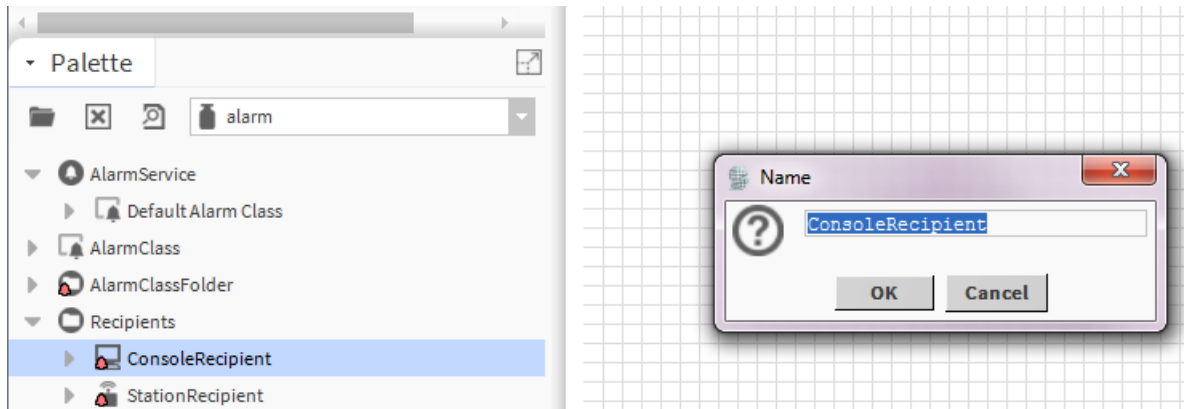 Palette
alarm
AlarmService
Default Alarm Class
AlarmClass
AlarmClassFolder
Recipients
ConsoleRecipient
StationRecipient
Name
ConsoleRecipient
OK
Cancel